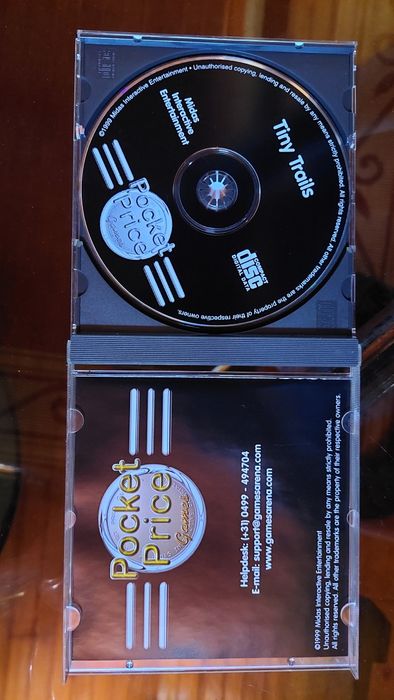 ©1999 Midas Interactive Entertainment • Unauthorised copying, lending and resale by any means strictly prohibited. All rights reserved. All other trademarks are the property of their respective owners.
Tiny Trails
Midas
Interactive
Entertainment
Pocket
Price
Games
COMPACT
disc
DIGITAL DATA
Pocket
Price
Games
Helpdesk: (+31) 0499 - 494704
E-mail: support@gamesarena.com
www.gamesarena.com
©1999 Midas Interactive Entertainment
Unauthorised copying, lending and resale by any means strictly prohibited.
All rights reserved. All other trademarks are the property of their respective owners.